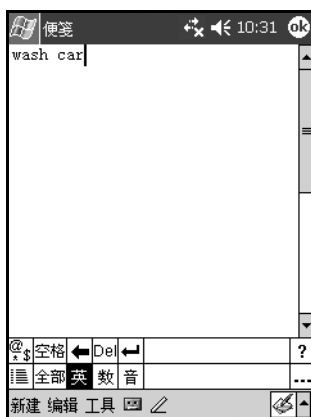 便笺 10:31 ok
wash car
@$* 空格 Del ?
全部 英 数 音 ...
新建 编辑 工具